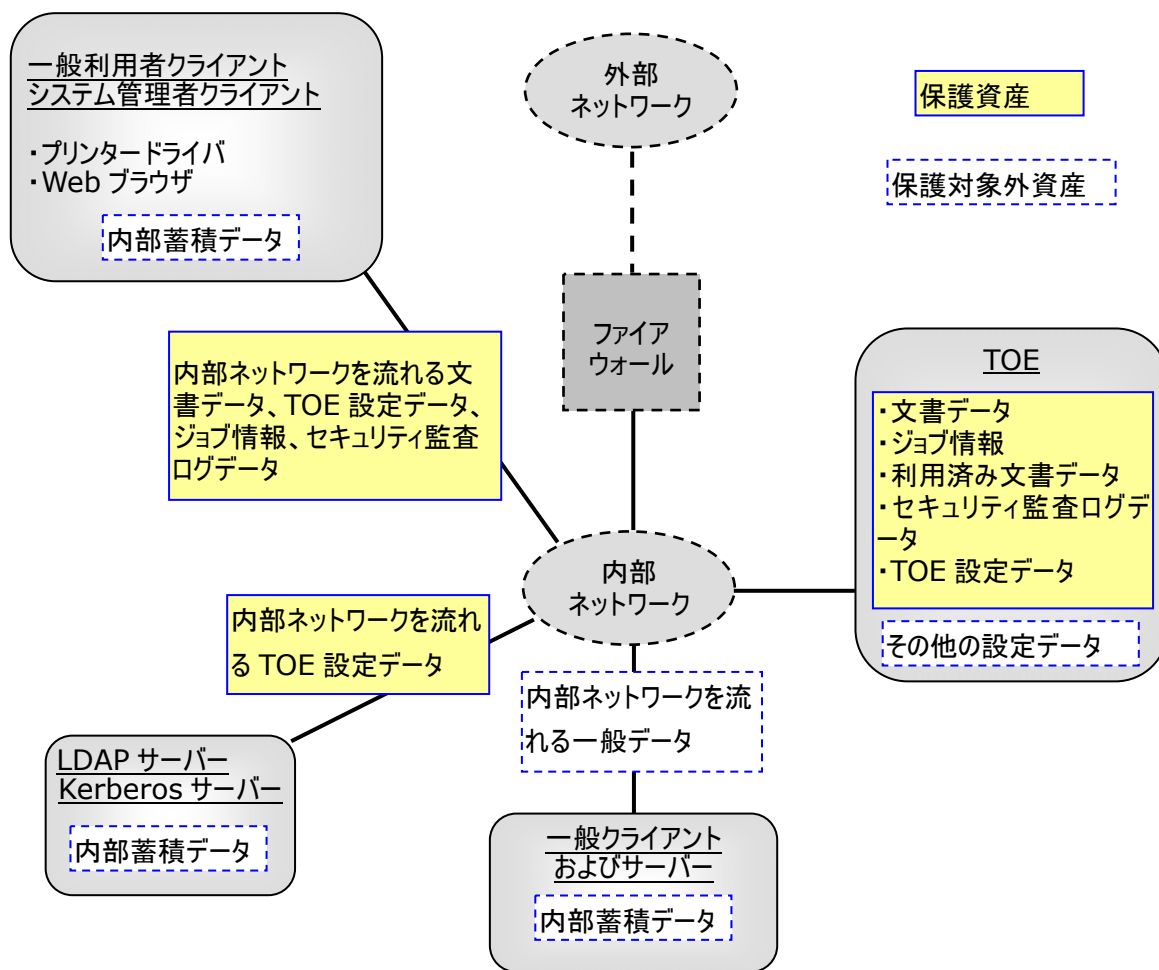 一般利用者クライアント
システム管理者クライアント
・プリンタードライバ
・Web ブラウザ
内部蓄積データ
外部
ネットワーク
保護資産
保護対象外資産
ファイア
ウォール
内部ネットワークを流れる文
書データ、TOE 設定データ、
ジョブ情報、セキュリティ監査
ログデータ
TOE
・文書データ
・ジョブ情報
・利用済み文書データ
・セキュリティ監査ログデ
ータ
・TOE 設定データ
その他の設定データ
内部
ネットワーク
内部ネットワークを流れ
る TOE 設定データ
内部ネットワークを流
れる一般データ
LDAP サーバー
Kerberos サーバー
内部蓄積データ
一般クライアント
およびサーバー
内部蓄積データ